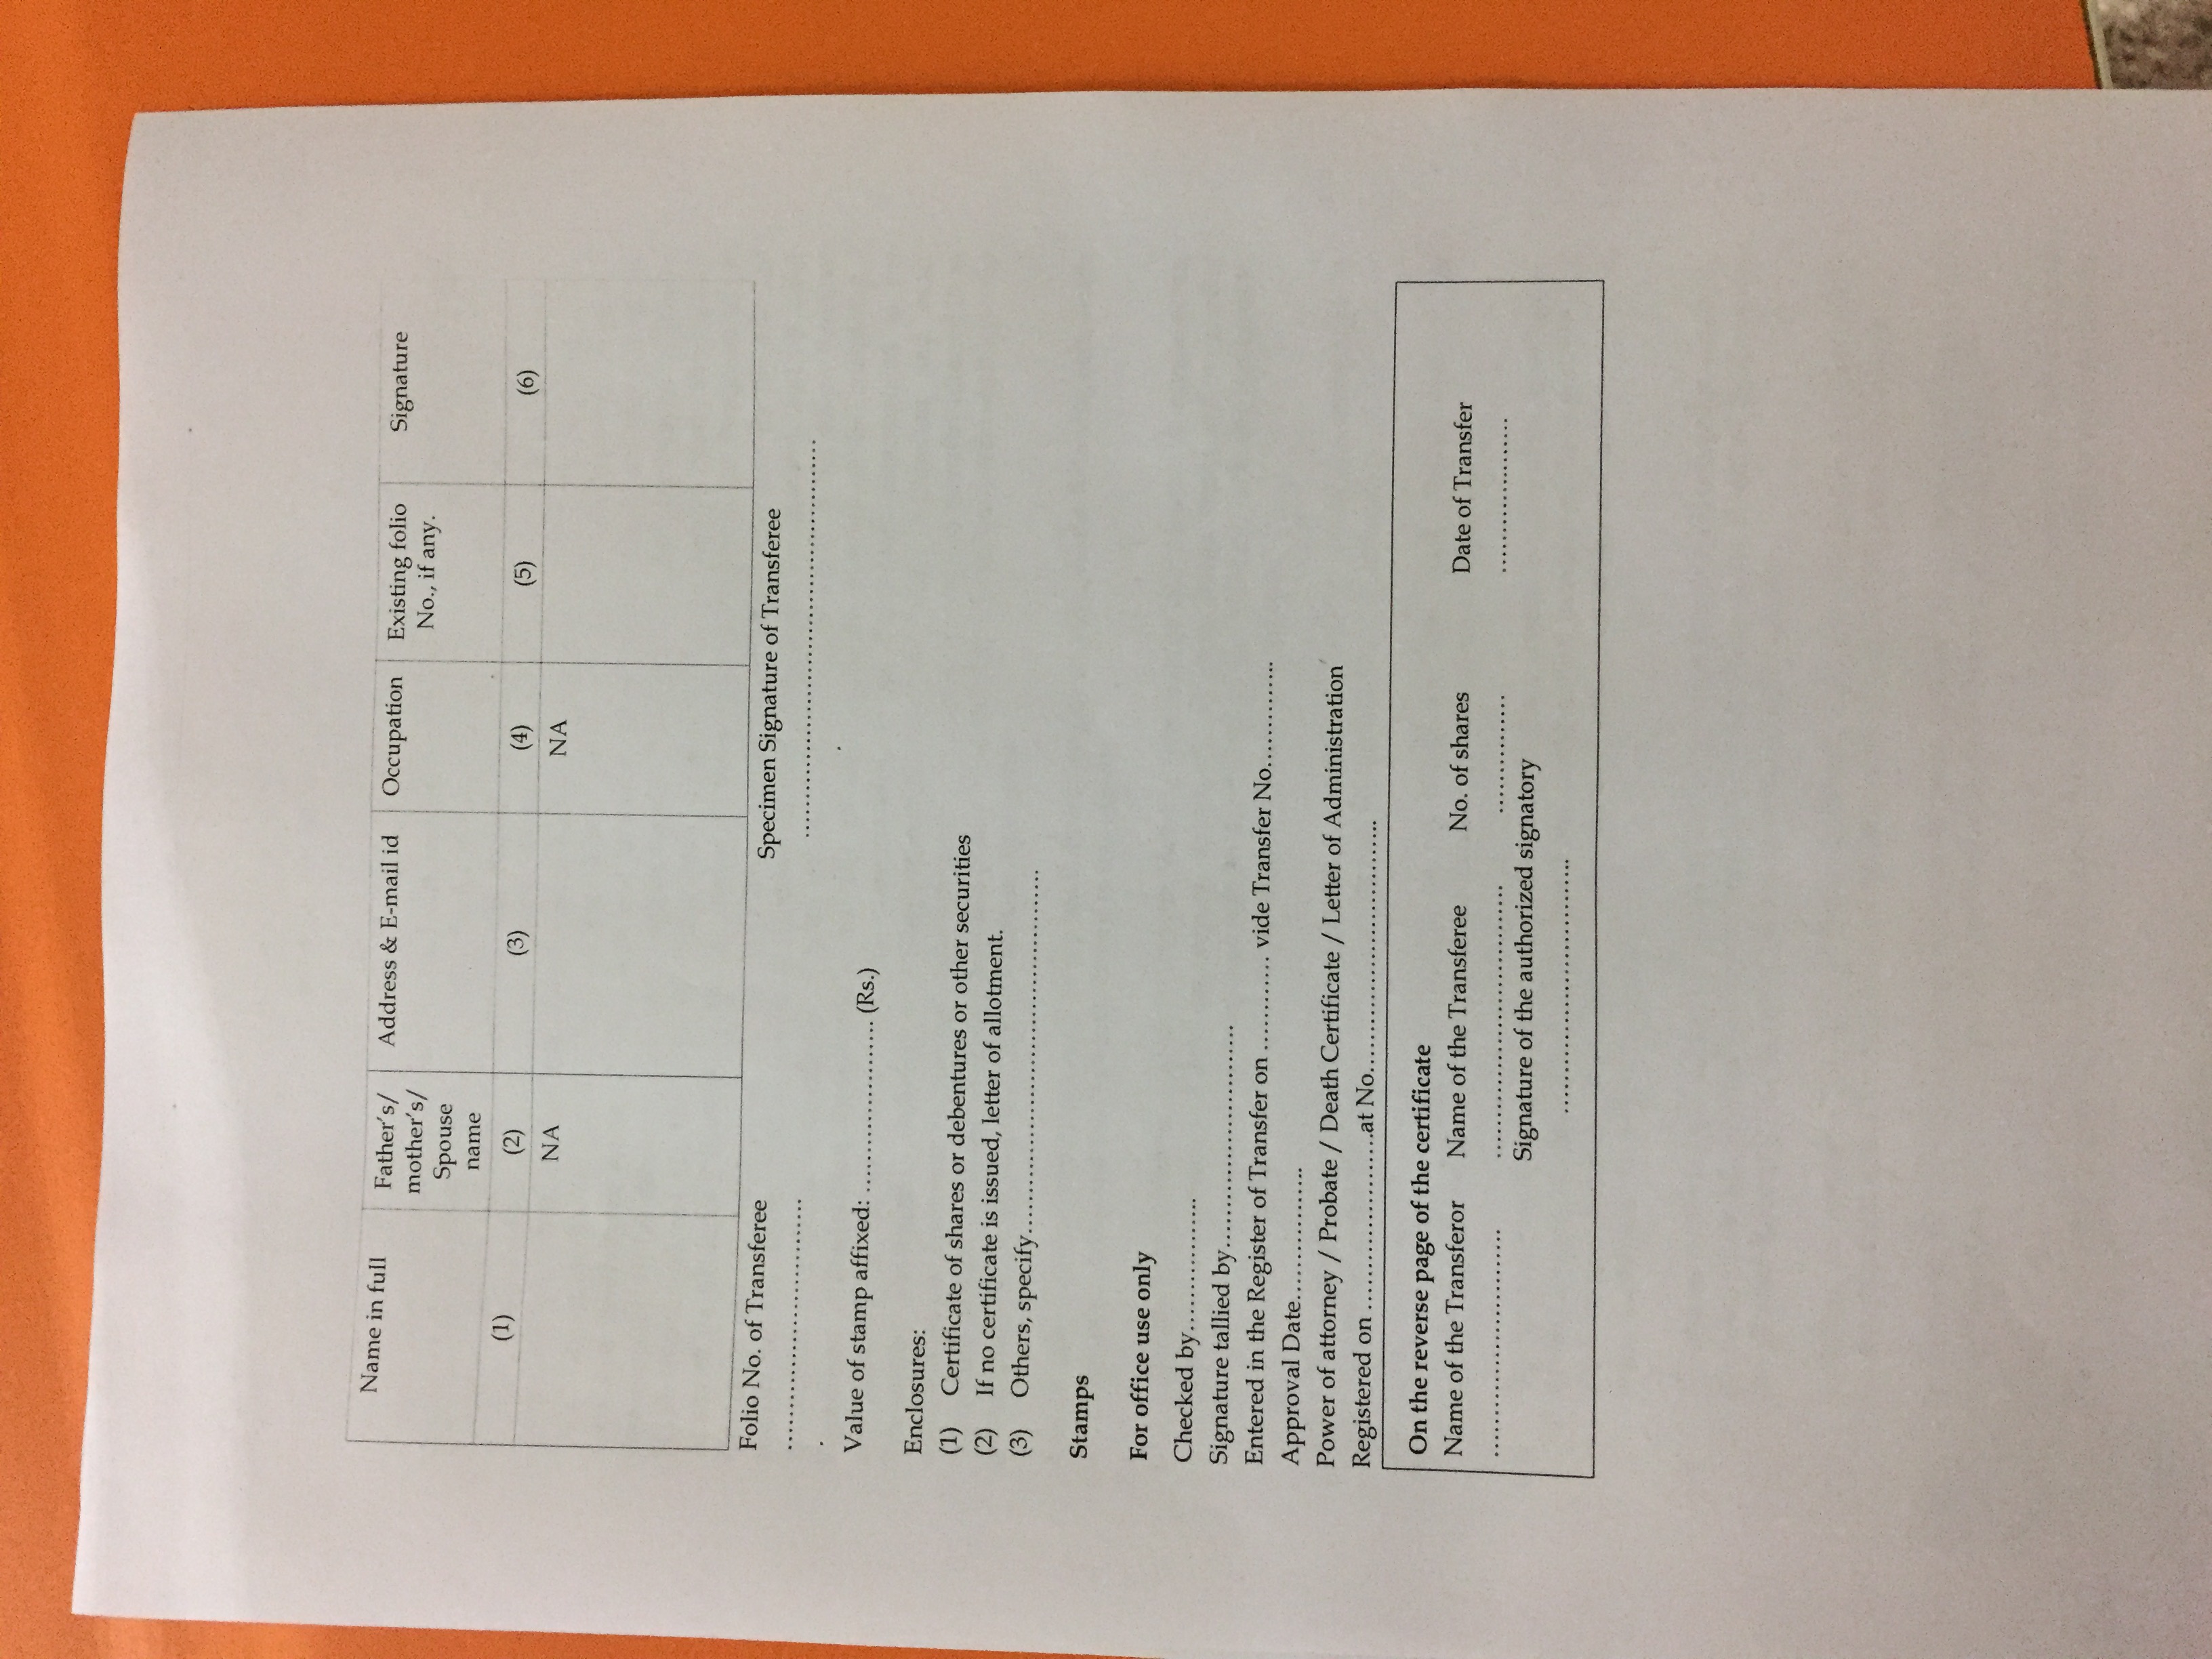 Name in full
Father's/
mother's/
Spouse
name
Address & E-mail id
Occupation
Existing folio
No., if any.
Signature
(1)
(2)
(3)
(4)
(5)
(6)
NA
NA
Folio No. of Transferee
Specimen Signature of Transferee
................................
...................................................
Value of stamp affixed: ...................... (Rs.)
Enclosures:
(1) Certificate of shares or debentures or other securities
(2) If no certificate is issued, letter of allotment.
(3) Others, specify...............................................
Stamps
For office use only
Checked by.................
Signature tallied by............................
Entered in the Register of Transfer on ............ vide Transfer No..............
Approval Date.................
Power of attorney / Probate / Death Certificate / Letter of Administration
Registered on ......................at No................................
On the reverse page of the certificate
Name of the Transferor Name of the Transferee No. of shares Date of Transfer
............................. ................................... ............... ....................
Signature of the authorized signatory
................................